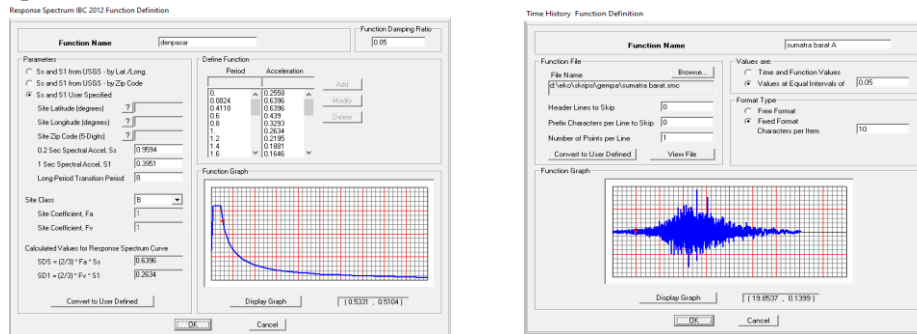 Response Spectrum IBC 2012 Function Definition
Function Name
denpasar
Function Damping Ratio
0.05
Parameters
Ss and S1 from USGS - by Lat./Long.
Ss and S1 from USGS - by Zip Code
Ss and S1 User Specified
Site Latitude (degrees)
?
Site Longitude (degrees)
?
Site Zip Code (5-Digits)
?
0.2 Sec Spectral Accel, Ss
0.9594
1 Sec Spectral Accel, S1
0.3951
Long-Period Transition Period
8.
Site Class
B
Site Coefficient, Fa
1.
Site Coefficient, Fv
1.
Calculated Values for Response Spectrum Curve
SDS = (2/3) * Fa * Ss
0.6396
SD1 = (2/3) * Fv * S1
0.2634
Convert to User Defined
Define Function
Period Acceleration
0. 0.2558
0.0824 0.6396
0.4118 0.6396
0.6 0.439
0.8 0.3293
1. 0.2634
1.2 0.2195
1.4 0.1881
1.6 0.1646
Add
Modify
Delete
Function Graph
Display Graph
(0.5331 , 0.5104)
OK
Cancel
Time History Function Definition
Function Name
sumatra barat A
Function File
File Name
Browse...
d:\eko\skripsi\gempa\sumatra barat.smc
Header Lines to Skip
0
Prefix Characters per Line to Skip
0
Number of Points per Line
1
Convert to User Defined
View File
Values are:
Time and Function Values
Values at Equal Intervals of
0.05
Format Type
Free Format
Fixed Format
Characters per Item
10
Function Graph
Display Graph
(19.8537 , 0.1399)
OK
Cancel